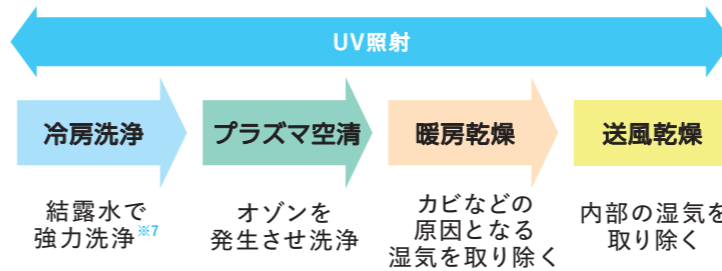 UV照射
冷房洗浄
プラズマ空清
暖房乾燥
送風乾燥
結露水で
強力洗浄※7
オゾンを
発生させ洗浄
カビなどの
原因となる
湿気を取り除く
内部の湿気を
取り除く